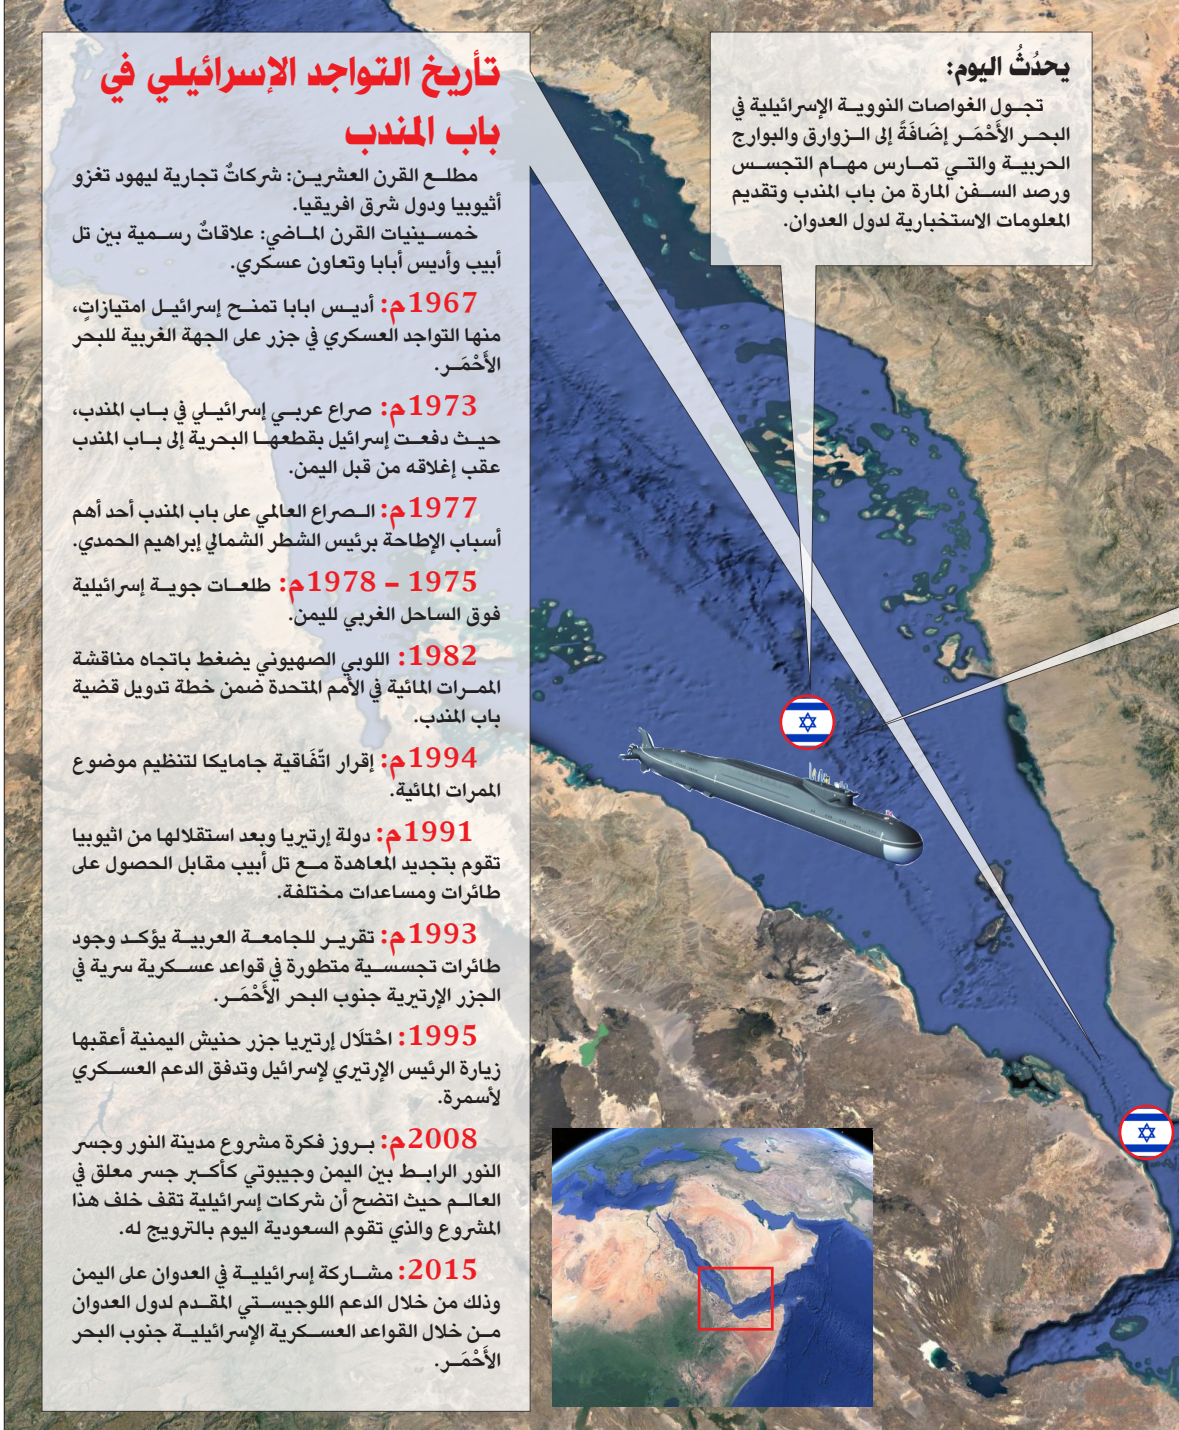 يحدُثُ اليوم:
تجـول الغواصات النوويـة الإسرائيلية في
البحـر الأَحْمَـر إضَافَةً إلى الـزوارق والبوارج
الحربيـة والتـي تمـارس مهـام التجسـس
ورصد السـفن المارة من باب المندب وتقديم
المعلومات الاستخبارية لدول العدوان.
تأريخ التواجد الإسرائيلي في
باب المندب
مطلـع القرن العشريـن: شركاتٌ تجارية ليهود تغزو
أثيوبيا ودول شرق افريقيا.
خمسـينيات القرن المـاضي: علاقاتٌ رسـمية بين تل
أبيب وأديس أبابا وتعاون عسكري.
1967م: أديـس ابابا تمنـح إسرائيـل امتيازاتٍ،
منها التواجد العسكري في جزر على الجهة الغربية للبحر
الأَحْمَـر.
1973م: صراع عربـي إسرائيـلي في بـاب المندب،
حيـث دفعـت إسرائيل بقطعهـا البحرية إلى بـاب المندب
عقب إغلاقه من قبل اليمن.
1977م: الـصراع العالمي على باب المندب أحد أهم
أسباب الإطاحة برئيس الشطر الشمالي إبراهيم الحمدي.
1975 – 1978م: طلعـات جويـة إسرائيلية
فوق الساحل الغربي لليمن.
1982: اللوبي الصهيوني يضغط باتجاه مناقشة
الممـرات المائية في الأمم المتحدة ضمن خطة تدويل قضية
باب المندب.
1994م: إقرار اتّفَاقية جامايكا لتنظيم موضوع
الممرات المائية.
1991م: دولة إرتيريا وبعد استقلالها من اثيوبيا
تقوم بتجديد المعاهدة مـع تل أبيب مقابل الحصول على
طائرات ومساعدات مختلفة.
1993م: تقريـر للجامعـة العربيـة يؤكـد وجود
طائرات تجسسـية متطورة في قواعد عسـكرية سرية في
الجزر الإرتيرية جنوب البحر الأَحْمَـر.
1995: احْتلَال إرتيريا جزر حنيش اليمنية أعقبها
زيارة الرئيس الإرتيري لإسرائيل وتدفق الدعم العسـكري
لأسمرة.
2008م: بـروز فكرة مشروع مدينة النور وجسر
النور الرابـط بين اليمن وجيبوتي كأكـبر جسر معلق في
العالـم حيث اتضح أن شركات إسرائيلية تقف خلف هذا
المشروع والذي تقوم السعودية اليوم بالترويج له.
2015: مشـاركة إسرائيليـة في العدوان على اليمن
وذلك من خلال الدعم اللوجيسـتي المقـدم لدول العدوان
مـن خلال القواعد العسـكرية الإسرائيليـة جنوب البحر
الأَحْمَـر.